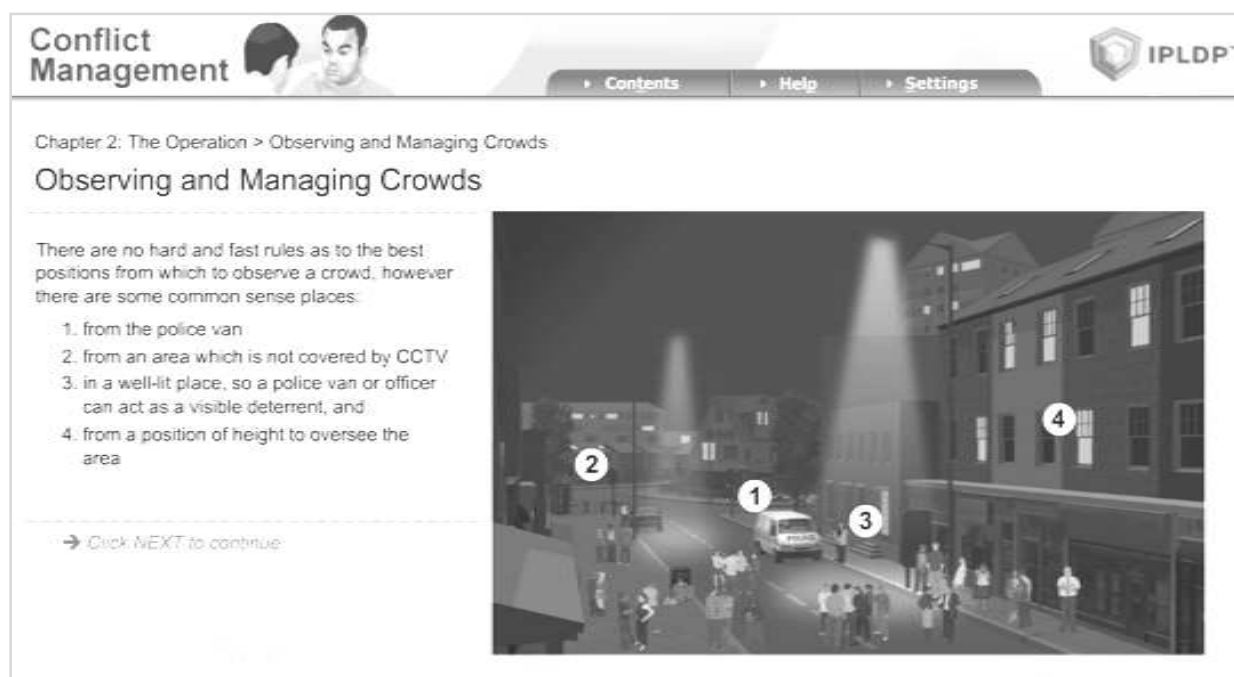 Conflict
Management
IPLDP
Contents
Help
Settings
Chapter 2: The Operation > Observing and Managing Crowds
Observing and Managing Crowds
There are no hard and fast rules as to the best
positions from which to observe a crowd, however
there are some common sense places:
1. from the police van
2. from an area which is not covered by CCTV
3. in a well-lit place, so a police van or officer
can act as a visible deterrent, and
4. from a position of height to oversee the
area
→ Click NEXT to continue
4
2
1
3
POLICE